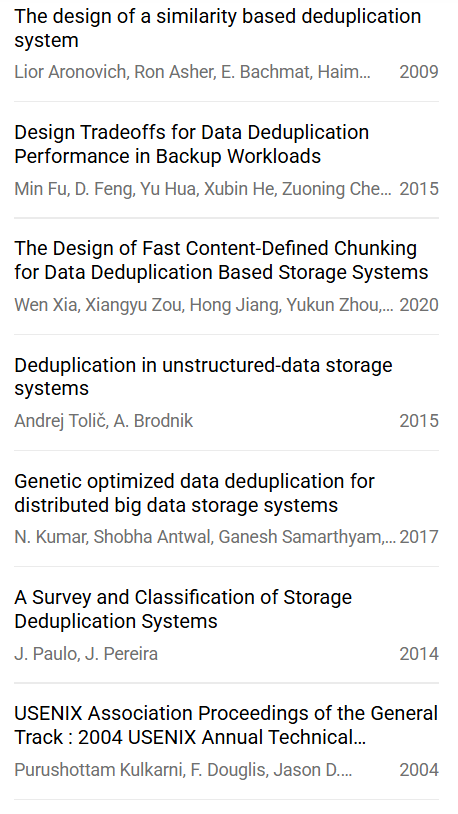 The design of a similarity based deduplication
system
Lior Aronovich, Ron Asher, E. Bachmat, Haim... 2009
Design Tradeoffs for Data Deduplication
Performance in Backup Workloads
Min Fu, D. Feng, Yu Hua, Xubin He, Zuoning Che... 2015
The Design of Fast Content-Defined Chunking
for Data Deduplication Based Storage Systems
Wen Xia, Xiangyu Zou, Hong Jiang, Yukun Zhou,... 2020
Deduplication in unstructured-data storage
systems
Andrej Tolič, A. Brodnik 2015
Genetic optimized data deduplication for
distributed big data storage systems
N. Kumar, Shobha Antwal, Ganesh Samarthyam,... 2017
A Survey and Classification of Storage
Deduplication Systems
J. Paulo, J. Pereira 2014
USENIX Association Proceedings of the General
Track : 2004 USENIX Annual Technical...
Purushottam Kulkarni, F. Douglis, Jason D.... 2004